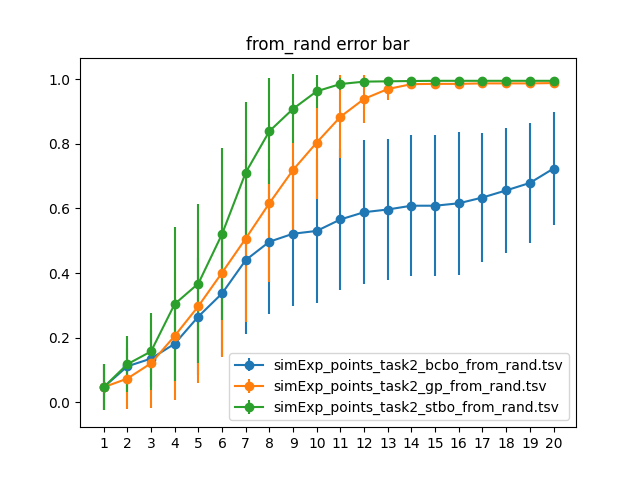 from_rand error bar
1.0
0.8
0.6
0.4
0.2
0.0
simExp_points_task2_bcbo_from_rand.tsv
simExp_points_task2_gp_from_rand.tsv
simExp_points_task2_stbo_from_rand.tsv
1 2 3 4 5 6 7 8 9 10 11 12 13 14 15 16 17 18 19 20